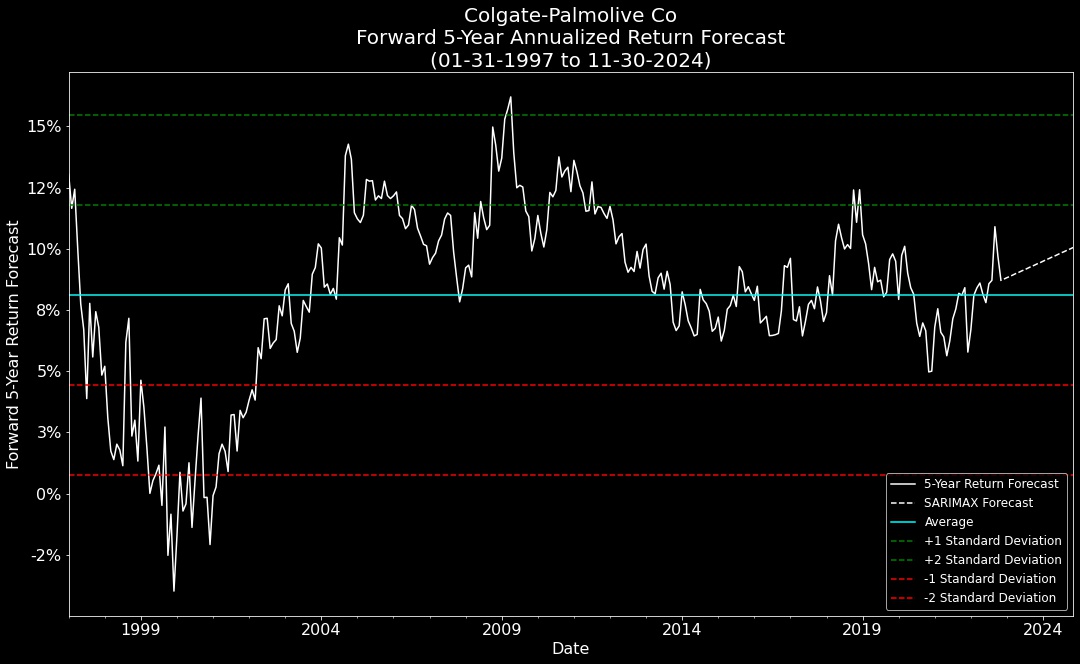 Colgate-Palmolive Co
Forward 5-Year Annualized Return Forecast
(01-31-1997 to 11-30-2024)
Forward 5-Year Return Forecast
15%
12%
10%
8%
5%
3%
0%
-2%
5-Year Return Forecast
SARIMAX Forecast
Average
+1 Standard Deviation
+2 Standard Deviation
-1 Standard Deviation
-2 Standard Deviation
1999 2004 2009 2014 2019 2024
Date